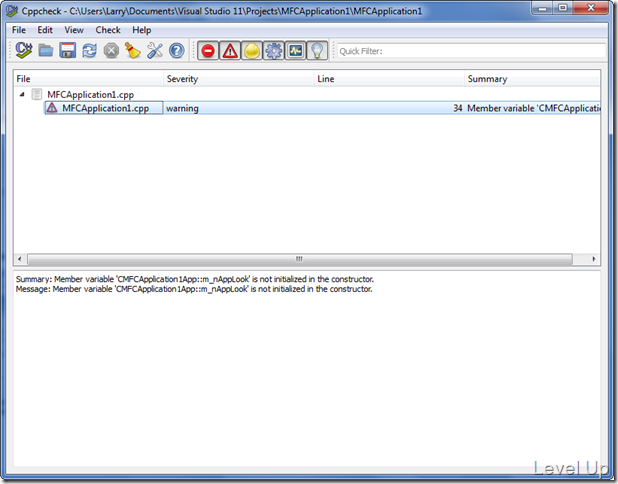 Cppcheck - C:\Users\Larry\Documents\Visual Studio 11\Projects\MFCApplication1\MFCApplication1
File Edit View Check Help
Quick Filter:
File Severity Line Summary
MFCApplication1.cpp
MFCApplication1.cpp warning 34 Member variable 'CMFCApplicatio
Summary: Member variable 'CMFCApplication1App::m_nAppLook' is not initialized in the constructor.
Message: Member variable 'CMFCApplication1App::m_nAppLook' is not initialized in the constructor.
Level Up